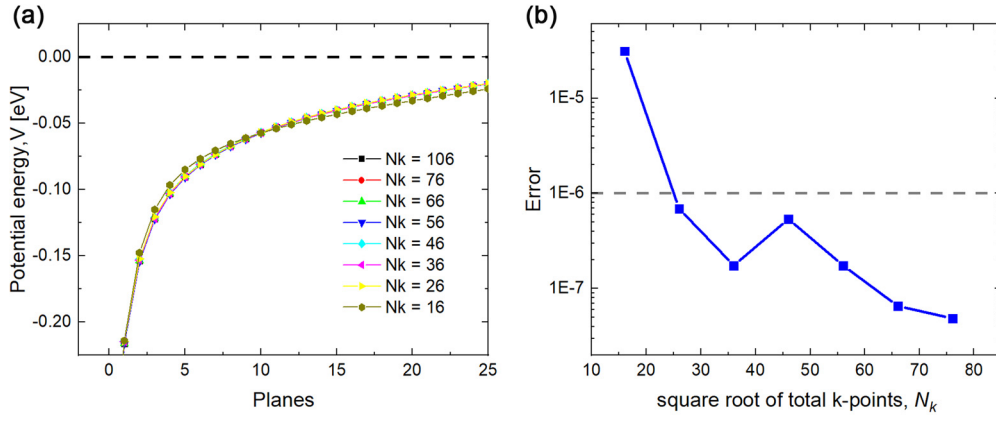 (a)
0.00
-0.05
-0.10
-0.15
-0.20
Potential energy,V [eV]
Nk = 106
Nk = 76
Nk = 66
Nk = 56
Nk = 46
Nk = 36
Nk = 26
Nk = 16
0 5 10 15 20 25
Planes
(b)
1E-5
1E-6
1E-7
Error
10 20 30 40 50 60 70 80
square root of total k-points, Nk